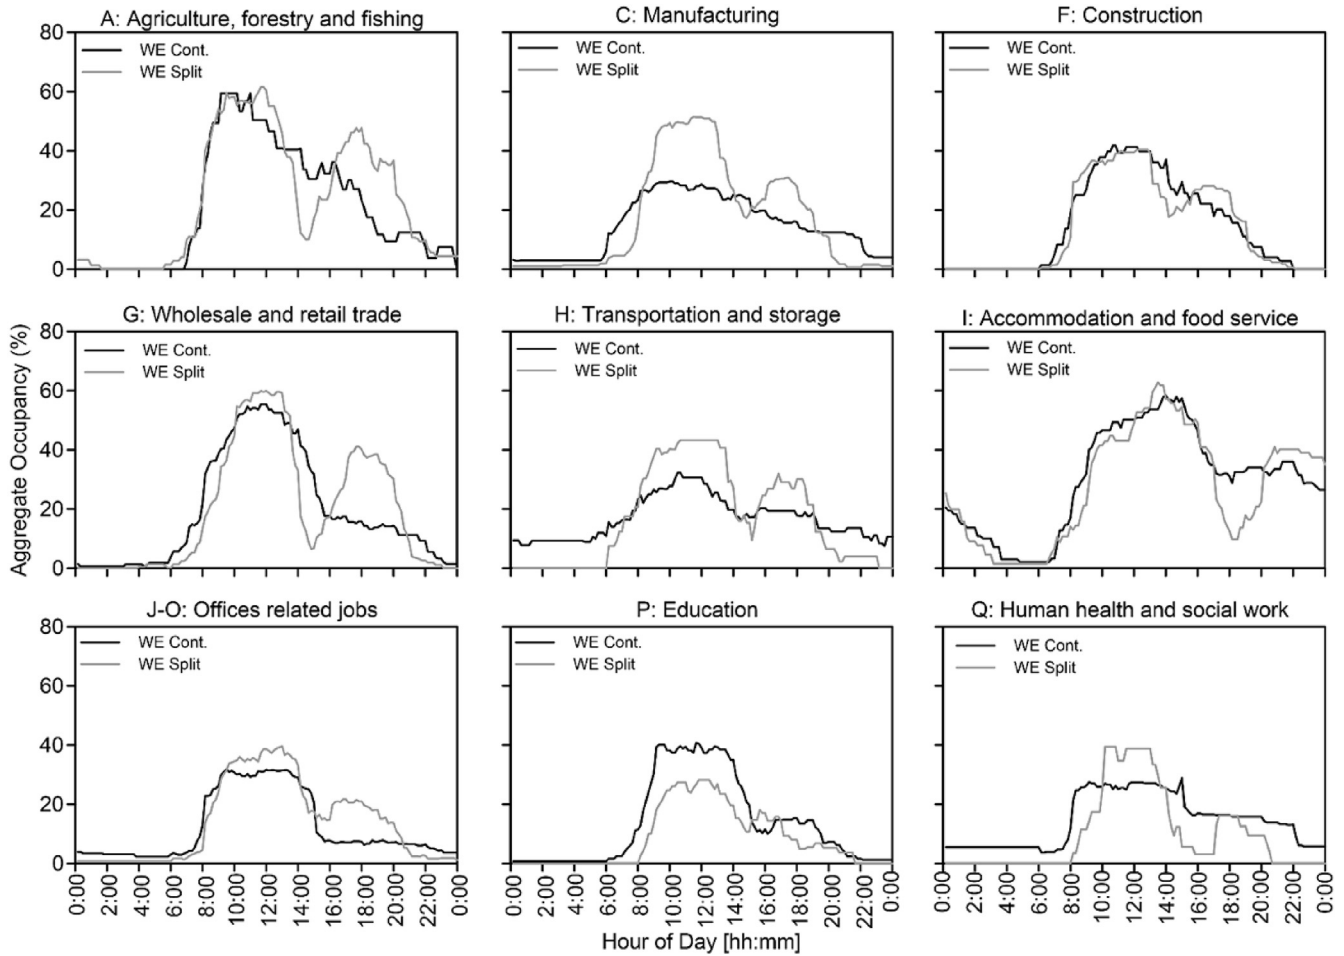 A: Agriculture, forestry and fishing
WE Cont.
WE Split
80
60
40
20
0
C: Manufacturing
WE Cont.
WE Split
F: Construction
WE Cont.
WE Split
G: Wholesale and retail trade
WE Cont.
WE Split
80
60
40
20
0
Aggregate Occupancy (%)
H: Transportation and storage
WE Cont.
WE Split
I: Accommodation and food service
WE Cont.
WE Split
J-O: Offices related jobs
WE Cont.
WE Split
80
60
40
20
0
0:00 2:00 4:00 6:00 8:00 10:00 12:00 14:00 16:00 18:00 20:00 22:00 0:00
P: Education
WE Cont.
WE Split
0:00 2:00 4:00 6:00 8:00 10:00 12:00 14:00 16:00 18:00 20:00 22:00 0:00
Q: Human health and social work
WE Cont.
WE Split
0:00 2:00 4:00 6:00 8:00 10:00 12:00 14:00 16:00 18:00 20:00 22:00 0:00
Hour of Day [hh:mm]